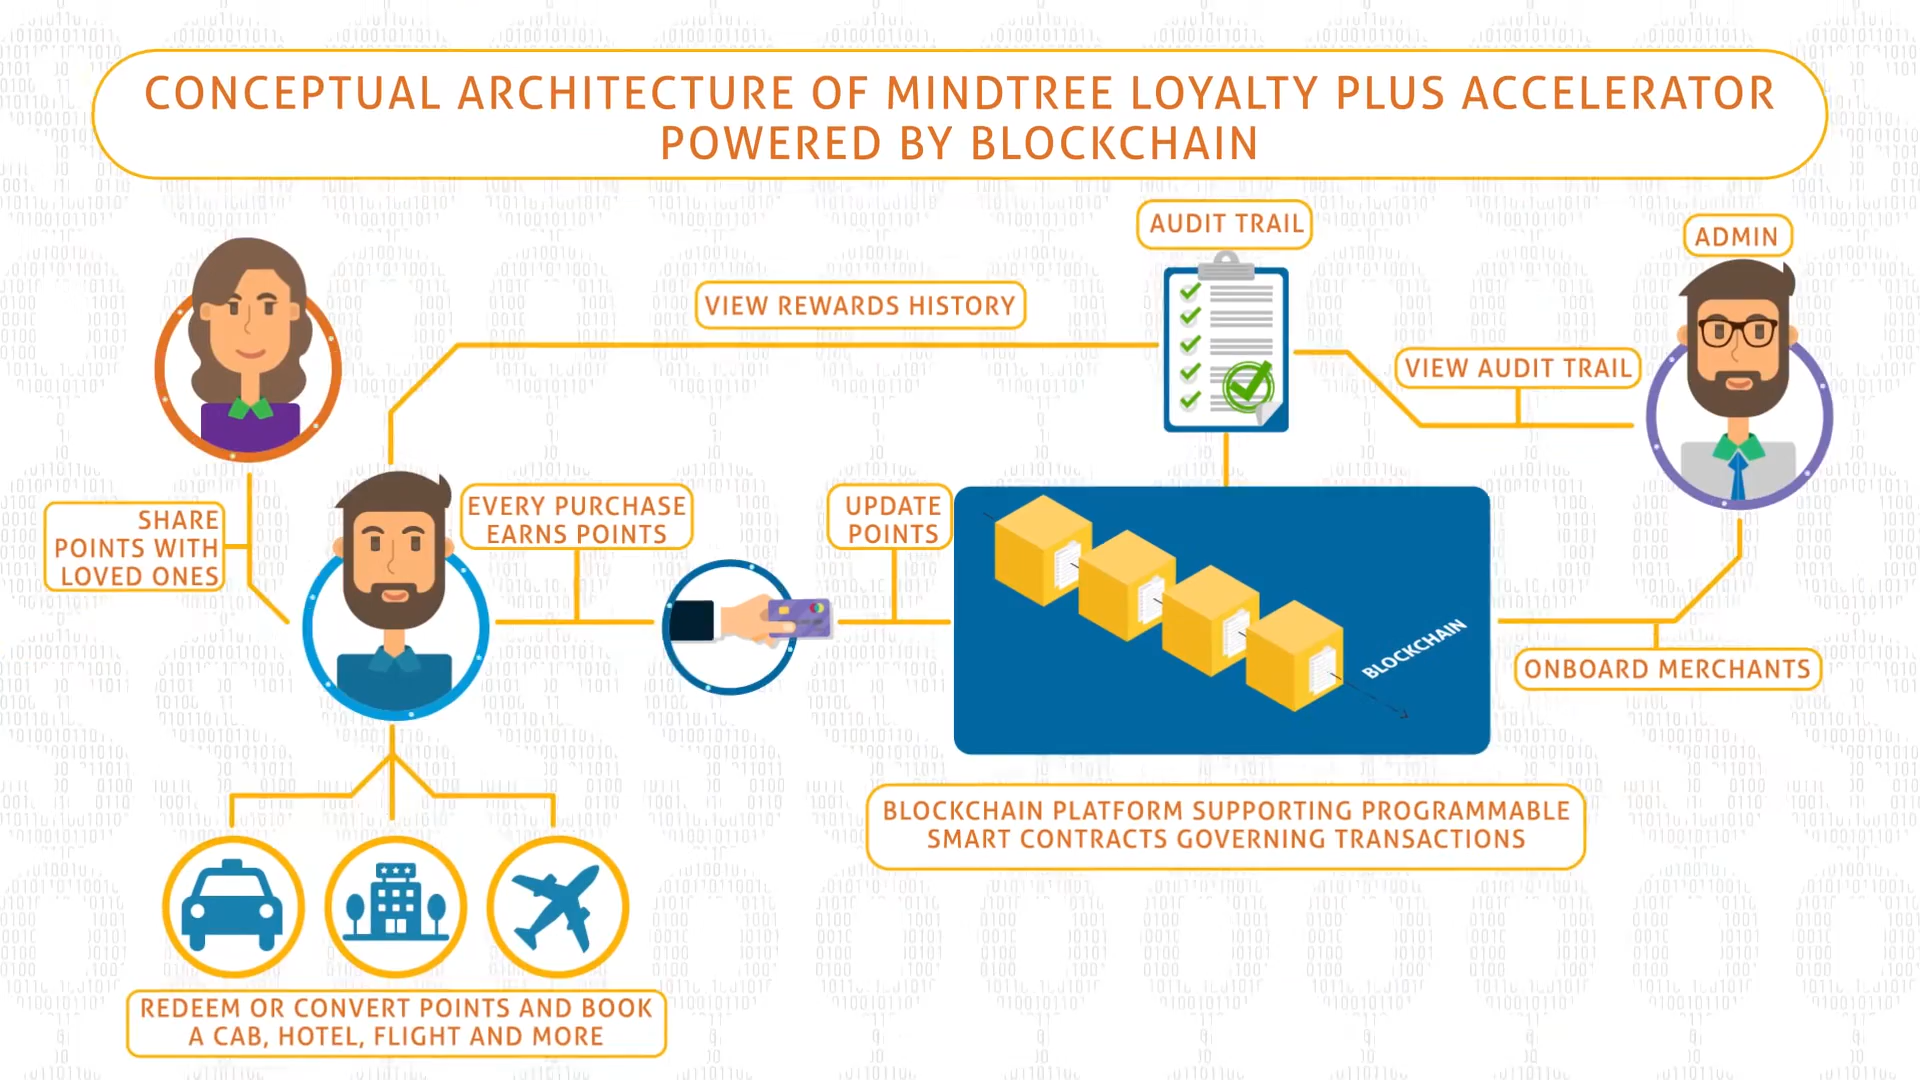 CONCEPTUAL ARCHITECTURE OF MINDTREE LOYALTY PLUS ACCELERATOR
POWERED BY BLOCKCHAIN
AUDIT TRAIL
ADMIN
VIEW REWARDS HISTORY
VIEW AUDIT TRAIL
SHARE
POINTS WITH
LOVED ONES
EVERY PURCHASE
EARNS POINTS
UPDATE
POINTS
BLOCKCHAIN
ONBOARD MERCHANTS
BLOCKCHAIN PLATFORM SUPPORTING PROGRAMMABLE
SMART CONTRACTS GOVERNING TRANSACTIONS
REDEEM OR CONVERT POINTS AND BOOK
A CAB, HOTEL, FLIGHT AND MORE